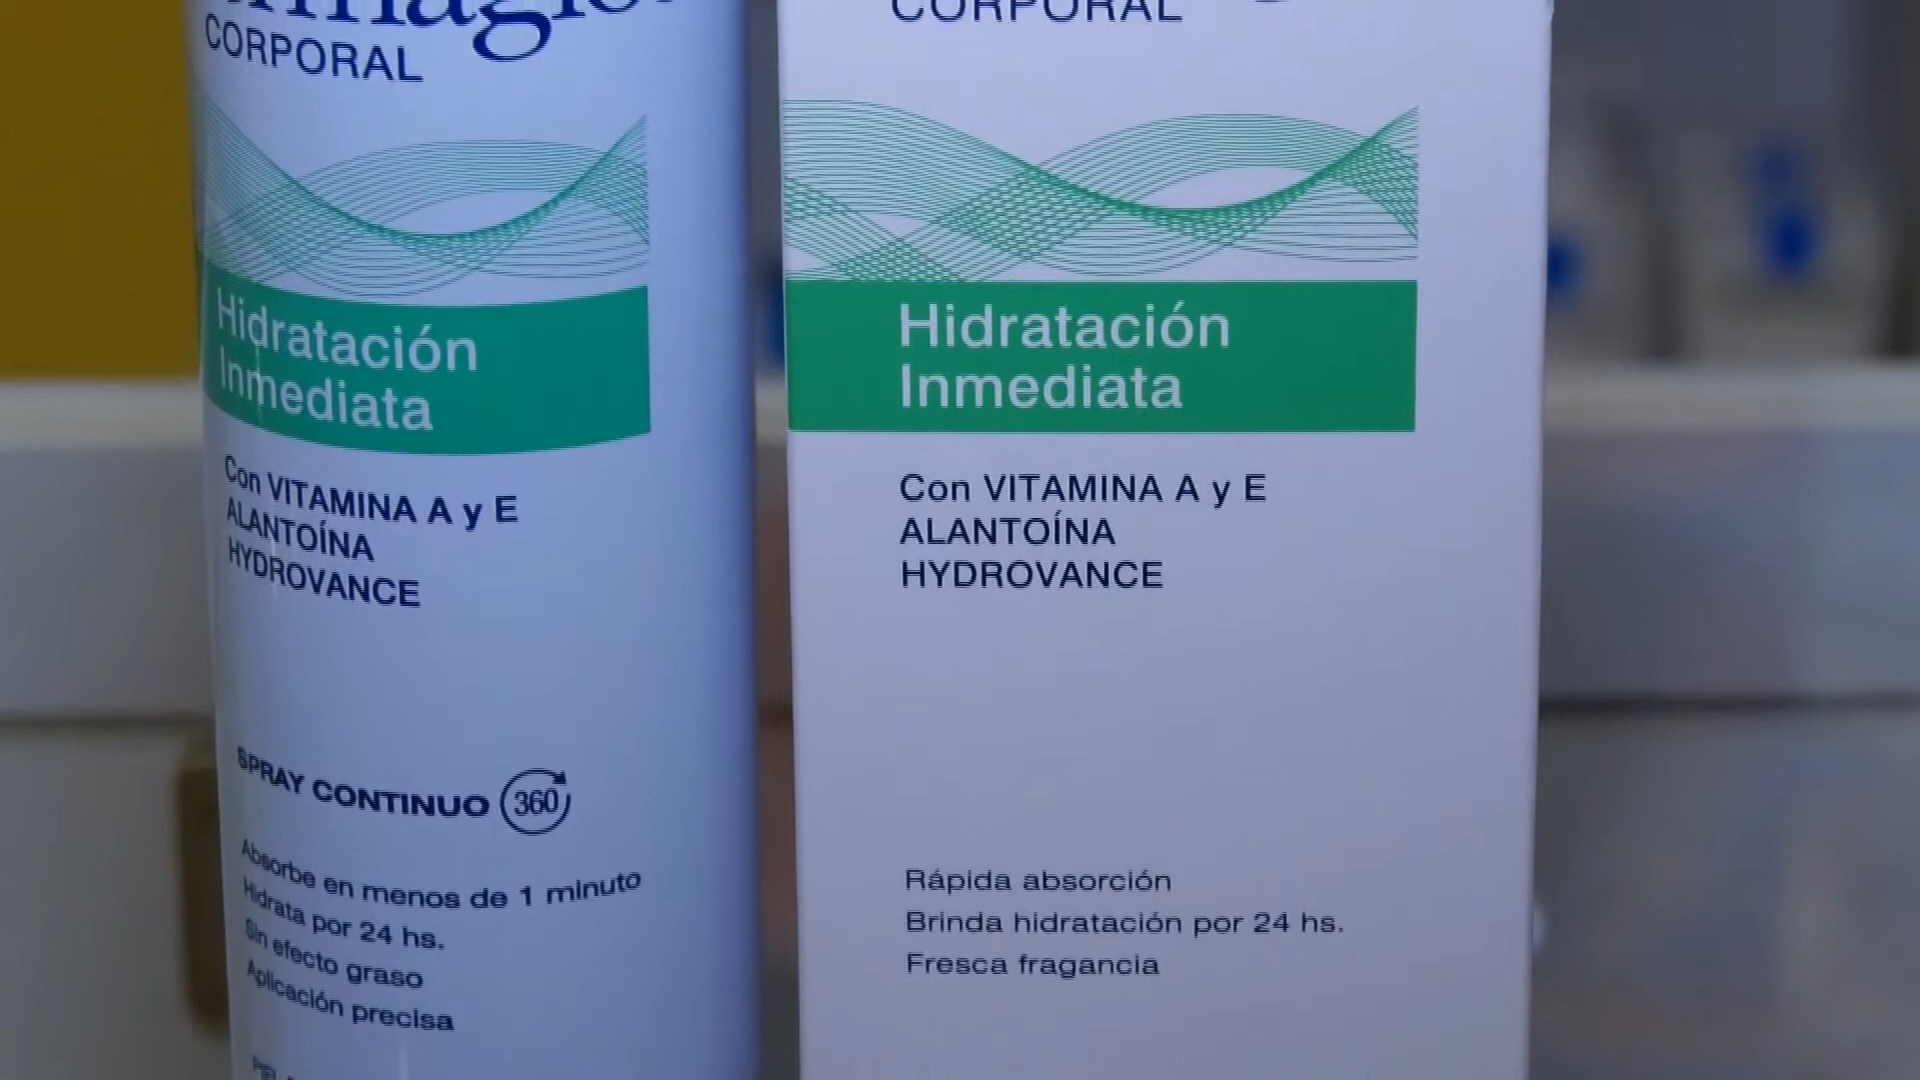 CORPORAL
Hidratación
Inmediata
Con VITAMINA A y E
ALANTOÍNA
HYDROVANCE
SPRAY CONTINUO 360
Absorbe en menos de 1 minuto
Hidrata por 24 hs.
Sin efecto graso
Aplicación precisa
CORPORAL
Hidratación
Inmediata
Con VITAMINA A y E
ALANTOÍNA
HYDROVANCE
Rápida absorción
Brinda hidratación por 24 hs.
Fresca fragancia